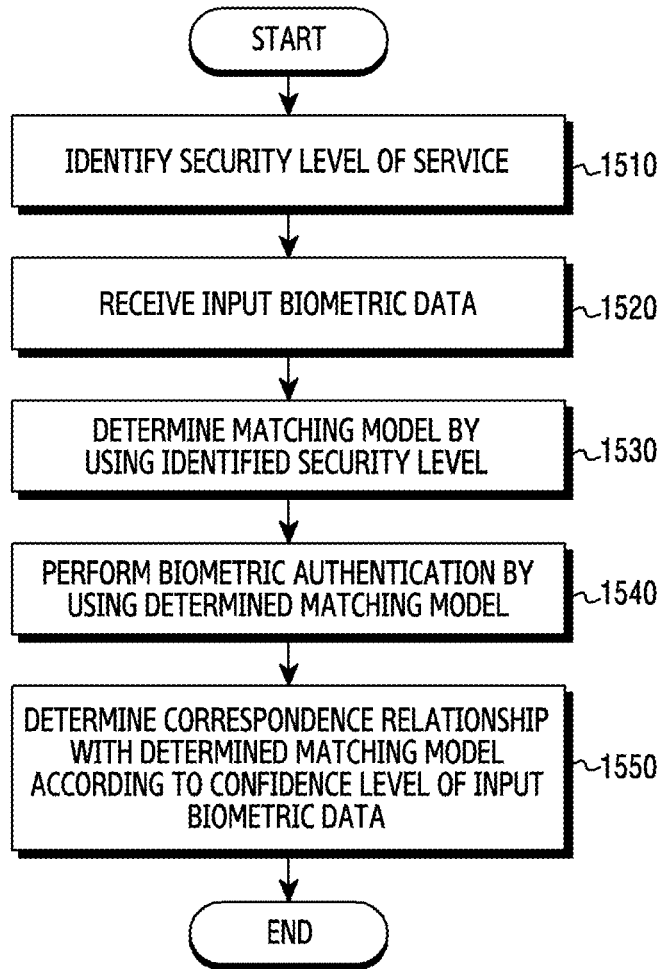 START
IDENTIFY SECURITY LEVEL OF SERVICE
1510
RECEIVE INPUT BIOMETRIC DATA
1520
DETERMINE MATCHING MODEL BY
USING IDENTIFIED SECURITY LEVEL
1530
PERFORM BIOMETRIC AUTHENTICATION BY
USING DETERMINED MATCHING MODEL
1540
DETERMINE CORRESPONDENCE RELATIONSHIP
WITH DETERMINED MATCHING MODEL
ACCORDING TO CONFIDENCE LEVEL OF INPUT
BIOMETRIC DATA
1550
END